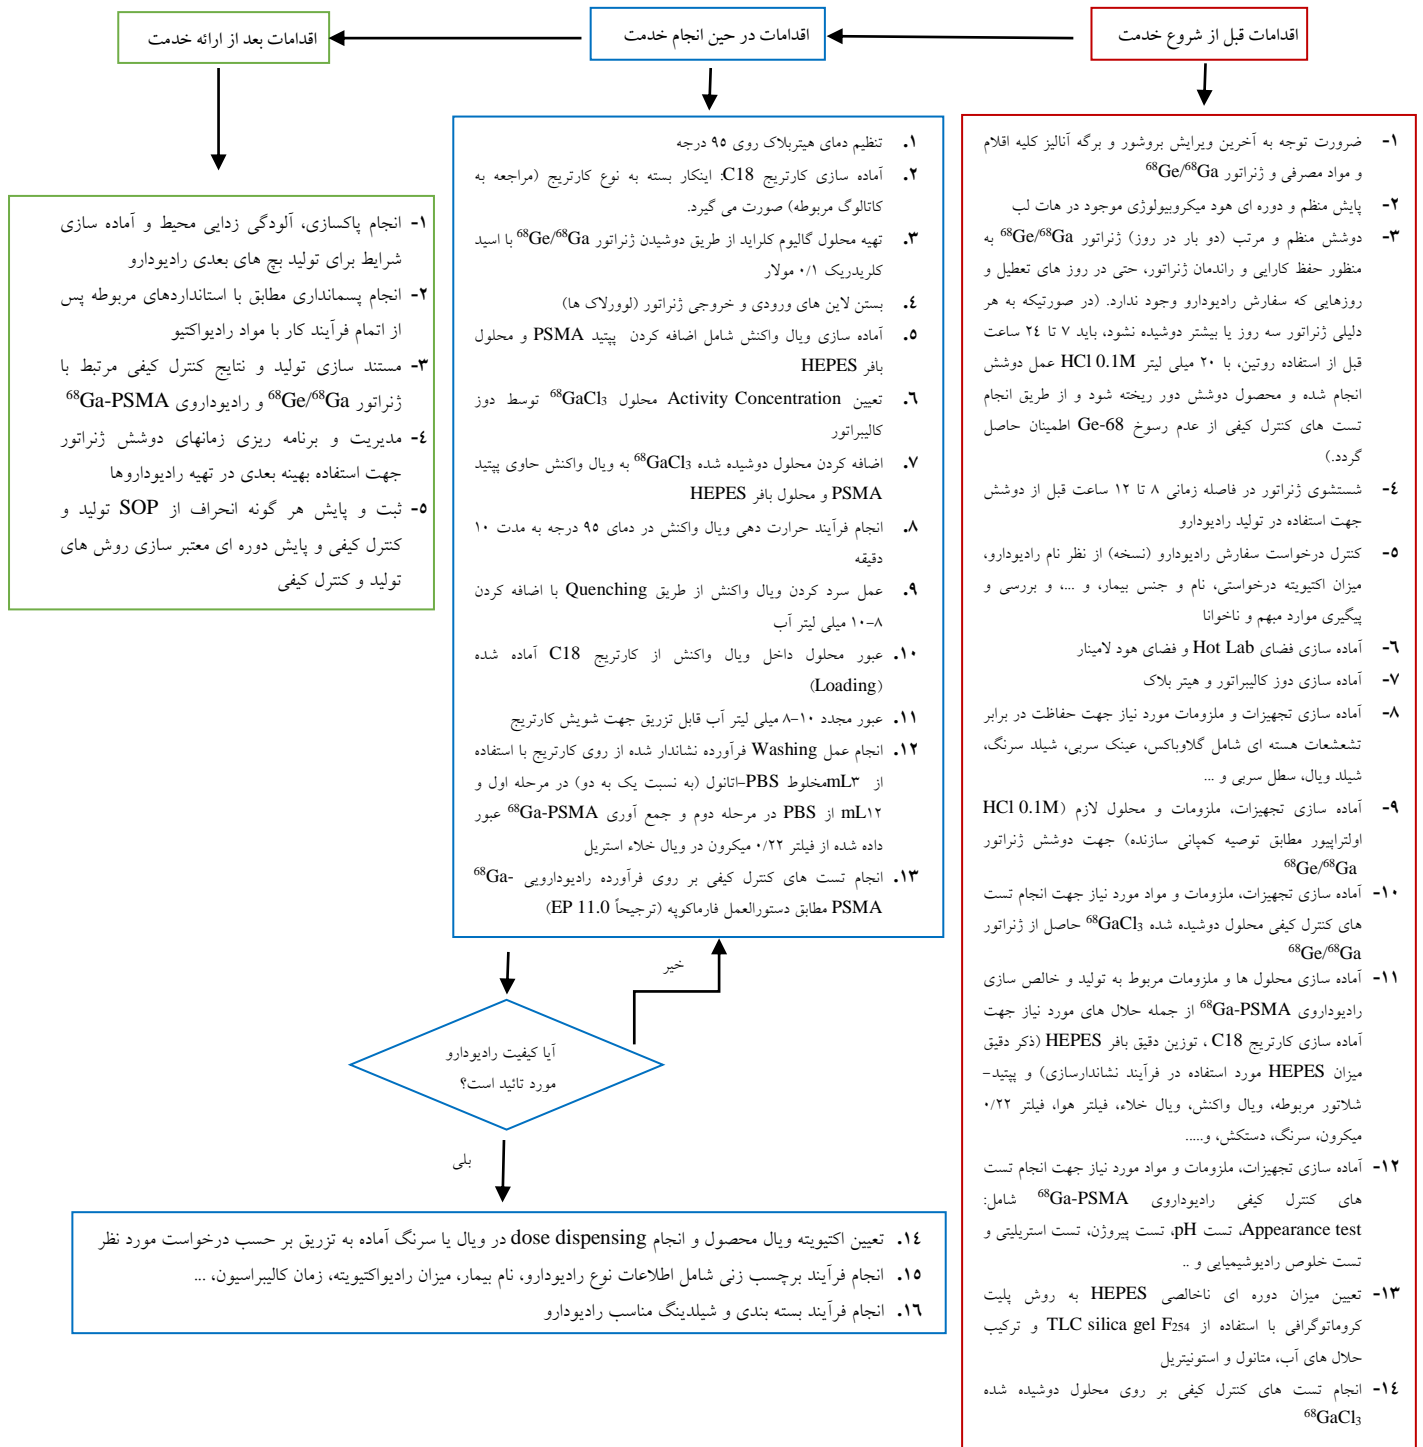 اقدامات قبل از شروع خدمت
اقدامات در حین انجام خدمت
اقدامات بعد از ارائه خدمت
۱- ضرورت توجه به آخرین ویرایش بروشور و برگه آنالیز کلیه اقلام
و مواد مصرفی و ژنراتور ⁶⁸Ge/⁶⁸Ga
۲- پایش منظم و دوره ای هود میکروبیولوژی موجود در هات لب
۳- دوشش منظم و مرتب (دو بار در روز) ژنراتور ⁶⁸Ge/⁶⁸Ga به
منظور حفظ کارایی و راندمان ژنراتور، حتی در روز های تعطیل و
روزهایی که سفارش رادیودارو وجود ندارد. (در صورتیکه به هر
دلیلی ژنراتور سه روز یا بیشتر دوشیده نشود، باید ۷ تا ۲٤ ساعت
قبل از استفاده روتین، با ۲۰ میلی لیتر HCl 0.1M عمل دوشش
انجام شده و محصول دوشش دور ریخته شود و از طریق انجام
تست های کنترل کیفی از عدم رسوخ Ge-68 اطمینان حاصل
گردد.)
٤- شستشوی ژنراتور در فاصله زمانی ۸ تا ۱۲ ساعت قبل از دوشش
جهت استفاده در تولید رادیودارو
٥- کنترل درخواست سفارش رادیودارو (نسخه) از نظر نام رادیودارو،
میزان اکتیویته درخواستی، نام و جنس بیمار، و ...، و بررسی و
پیگیری موارد مبهم و ناخوانا
٦- آماده سازی فضای Hot Lab و فضای هود لامینار
۷- آماده سازی دوز کالیبراتور و هیتر بلاک
۸- آماده سازی تجهیزات و ملزومات مورد نیاز جهت حفاظت در برابر
تشعشعات هسته ای شامل گلاوباکس، عینک سربی، شیلد سرنگ،
شیلد ویال، سطل سربی و ...
۹- آماده سازی تجهیزات، ملزومات و محلول لازم (HCl 0.1M
اولتراپیور مطابق توصیه کمپانی سازنده) جهت دوشش ژنراتور
⁶⁸Ge/⁶⁸Ga
۱۰- آماده سازی تجهیزات، ملزومات و مواد مورد نیاز جهت انجام تست
های کنترل کیفی محلول دوشیده شده ⁶⁸GaCl₃ حاصل از ژنراتور
⁶⁸Ge/⁶⁸Ga
۱۱- آماده سازی محلول ها و ملزومات مربوط به تولید و خالص سازی
رادیوداروی ⁶⁸Ga-PSMA از جمله حلال های مورد نیاز جهت
آماده سازی کارتریج C18 ، توزین دقیق بافر HEPES (ذکر دقیق
میزان HEPES مورد استفاده در فرآیند نشاندارسازی) و پپتید-
شلاتور مربوطه، ویال واکنش، ویال خلاء، فیلتر هوا، فیلتر ۰/۲۲
میکرون، سرنگ، دستکش، و.....
۱۲- آماده سازی تجهیزات، ملزومات و مواد مورد نیاز جهت انجام تست
های کنترل کیفی رادیوداروی ⁶⁸Ga-PSMA شامل:
Appearance test، تست pH، تست پیروژن، تست استریلیتی و
تست خلوص رادیوشیمیایی و ..
۱۳- تعیین میزان دوره ای ناخالصی HEPES به روش پلیت
کروماتوگرافی با استفاده از TLC silica gel F₂₅₄ و ترکیب
حلال های آب، متانول و استونیتریل
۱٤- انجام تست های کنترل کیفی بر روی محلول دوشیده شده
⁶⁸GaCl₃
۱. تنظیم دمای هیتربلاک روی ۹٥ درجه
۲. آماده سازی کارتریج C18: اینکار بسته به نوع کارتریج (مراجعه به
کاتالوگ مربوطه) صورت می گیرد.
۳. تهیه محلول گالیوم کلراید از طریق دوشیدن ژنراتور ⁶⁸Ge/⁶⁸Ga با اسید
کلریدریک ۰/۱ مولار
٤. بستن لاین های ورودی و خروجی ژنراتور (لوورلاک ها)
٥. آماده سازی ویال واکنش شامل اضافه کردن پپتید PSMA و محلول
بافر HEPES
٦. تعیین Activity Concentration محلول ⁶⁸GaCl₃ توسط دوز
کالیبراتور
۷. اضافه کردن محلول دوشیده شده ⁶⁸GaCl₃ به ویال واکنش حاوی پپتید
PSMA و محلول بافر HEPES
۸. انجام فرآیند حرارت دهی ویال واکنش در دمای ۹٥ درجه به مدت ۱۰
دقیقه
۹. عمل سرد کردن ویال واکنش از طریق Quenching با اضافه کردن
۸-۱۰ میلی لیتر آب
۱۰. عبور محلول داخل ویال واکنش از کارتریج C18 آماده شده
(Loading)
۱۱. عبور مجدد ۱۰-۸ میلی لیتر آب قابل تزریق جهت شویش کارتریج
۱۲. انجام عمل Washing فرآورده نشاندار شده از روی کارتریج با استفاده
از mL۳مخلوط PBS-اتانول (به نسبت یک به دو) در مرحله اول و
mL۱۲ از PBS در مرحله دوم و جمع آوری ⁶⁸Ga-PSMA عبور
داده شده از فیلتر ۰/۲۲ میکرون در ویال خلاء استریل
۱۳. انجام تست های کنترل کیفی بر روی فرآورده رادیودارویی ⁶⁸Ga-
PSMA مطابق دستورالعمل فارماکوپه (ترجیحاً EP 11.0)
۱- انجام پاکسازی، آلودگی زدایی محیط و آماده سازی
شرایط برای تولید بچ های بعدی رادیودارو
۲- انجام پسمانداری مطابق با استانداردهای مربوطه پس
از اتمام فرآیند کار با مواد رادیواکتیو
۳- مستند سازی تولید و نتایج کنترل کیفی مرتبط با
ژنراتور ⁶⁸Ge/⁶⁸Ga و رادیوداروی ⁶⁸Ga-PSMA
٤- مدیریت و برنامه ریزی زمانهای دوشش ژنراتور
جهت استفاده بهینه بعدی در تهیه رادیوداروها
٥- ثبت و پایش هر گونه انحراف از SOP تولید و
کنترل کیفی و پایش دوره ای معتبر سازی روش های
تولید و کنترل کیفی
خیر
آیا کیفیت رادیودارو
مورد تائید است؟
بلی
۱٤. تعیین اکتیویته ویال محصول و انجام dose dispensing در ویال یا سرنگ آماده به تزریق بر حسب درخواست مورد نظر
۱٥. انجام فرآیند برچسب زنی شامل اطلاعات نوع رادیودارو، نام بیمار، میزان رادیواکتیویته، زمان کالیبراسیون، ...
۱٦. انجام فرآیند بسته بندی و شیلدینگ مناسب رادیودارو